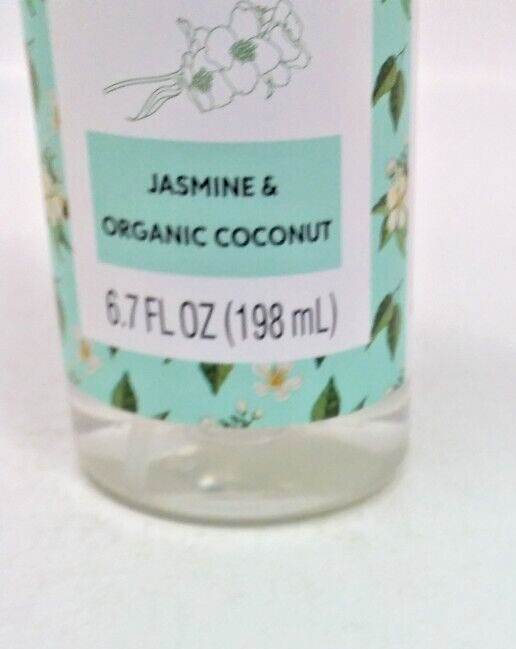 JASMINE &
ORGANIC COCONUT
6.7 FL OZ (198 mL)